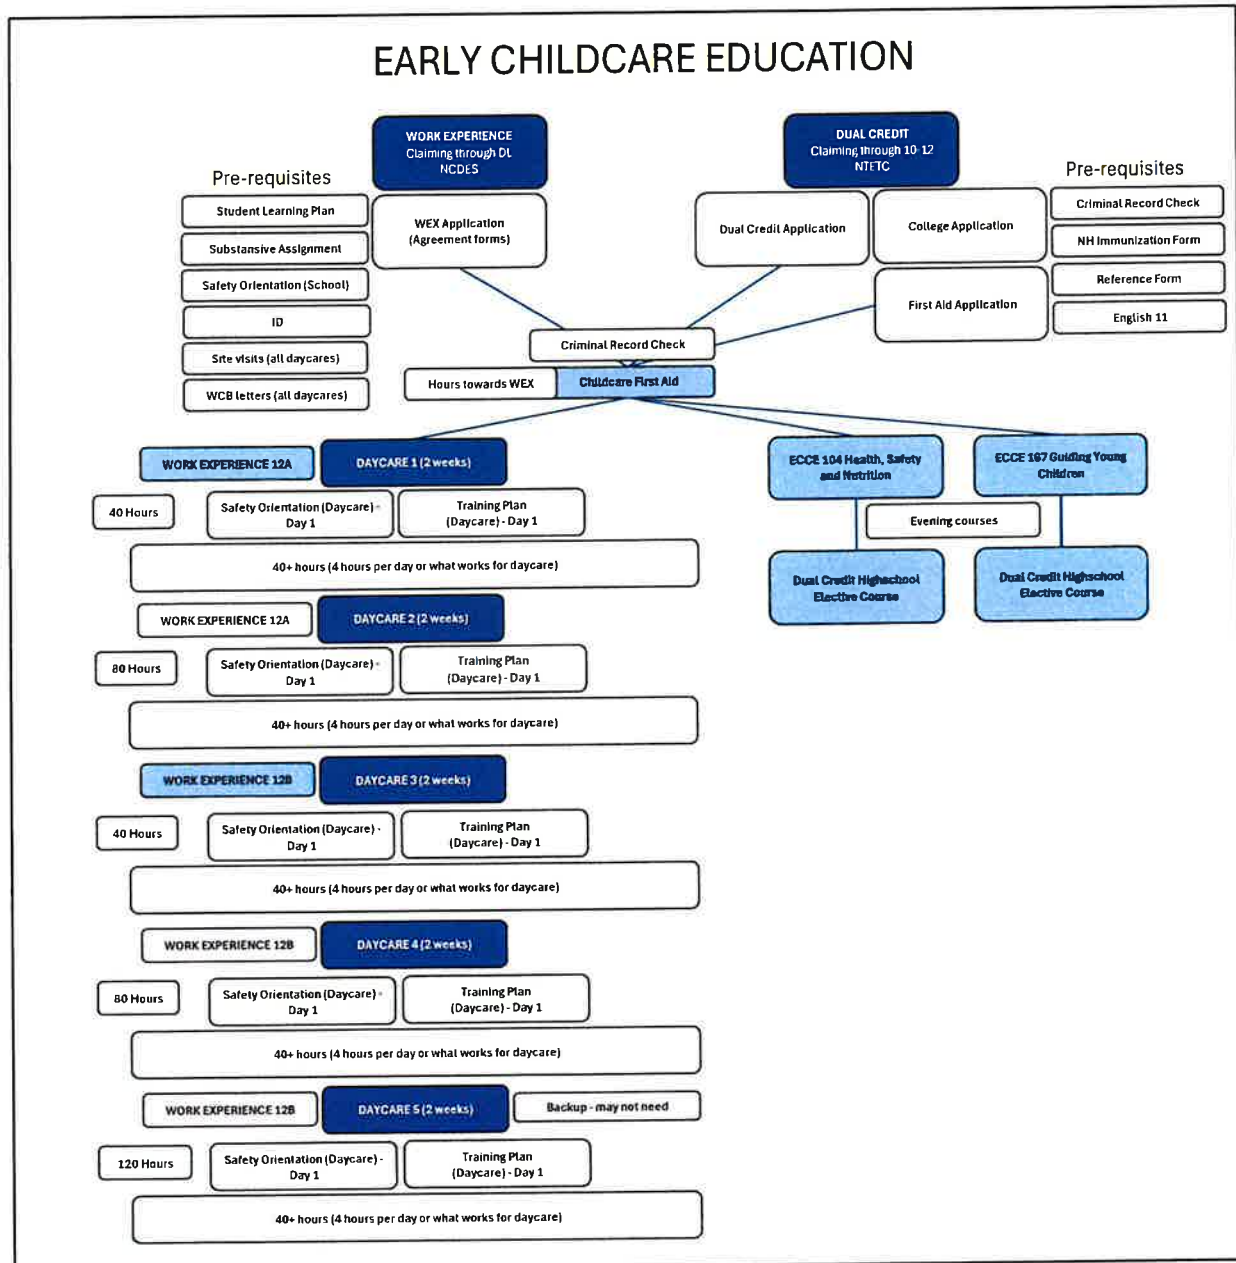 EARLY CHILDCARE EDUCATION
WORK EXPERIENCE
Claiming through DL
NCDES
DUAL CREDIT
Claiming through 10-12
NTETC
Pre-requisites
Student Learning Plan
Substansive Assignment
Safety Orientation (School)
ID
Site visits (all daycares)
WCB letters (all daycares)
WEX Application
(Agreement forms)
Dual Credit Application
College Application
First Aid Application
Pre-requisites
Criminal Record Check
NH Immunization Form
Reference Form
English 11
Criminal Record Check
Hours towards WEX
Childcare First Aid
WORK EXPERIENCE 12A
DAYCARE 1 (2 weeks)
40 Hours
Safety Orientation (Daycare) -
Day 1
Training Plan
(Daycare) - Day 1
40+ hours (4 hours per day or what works for daycare)
WORK EXPERIENCE 12A
DAYCARE 2 (2 weeks)
80 Hours
Safety Orientation (Daycare) -
Day 1
Training Plan
(Daycare) - Day 1
40+ hours (4 hours per day or what works for daycare)
WORK EXPERIENCE 12B
DAYCARE 3 (2 weeks)
40 Hours
Safety Orientation (Daycare) -
Day 1
Training Plan
(Daycare) - Day 1
40+ hours (4 hours per day or what works for daycare)
WORK EXPERIENCE 12B
DAYCARE 4 (2 weeks)
80 Hours
Safety Orientation (Daycare) -
Day 1
Training Plan
(Daycare) - Day 1
40+ hours (4 hours per day or what works for daycare)
WORK EXPERIENCE 12B
DAYCARE 5 (2 weeks)
Backup - may not need
120 Hours
Safety Orientation (Daycare) -
Day 1
Training Plan
(Daycare) - Day 1
40+ hours (4 hours per day or what works for daycare)
ECCE 104 Health, Safety
and Nutrition
ECCE 167 Guiding Young
Children
Evening courses
Dual Credit Highschool
Elective Course
Dual Credit Highschool
Elective Course